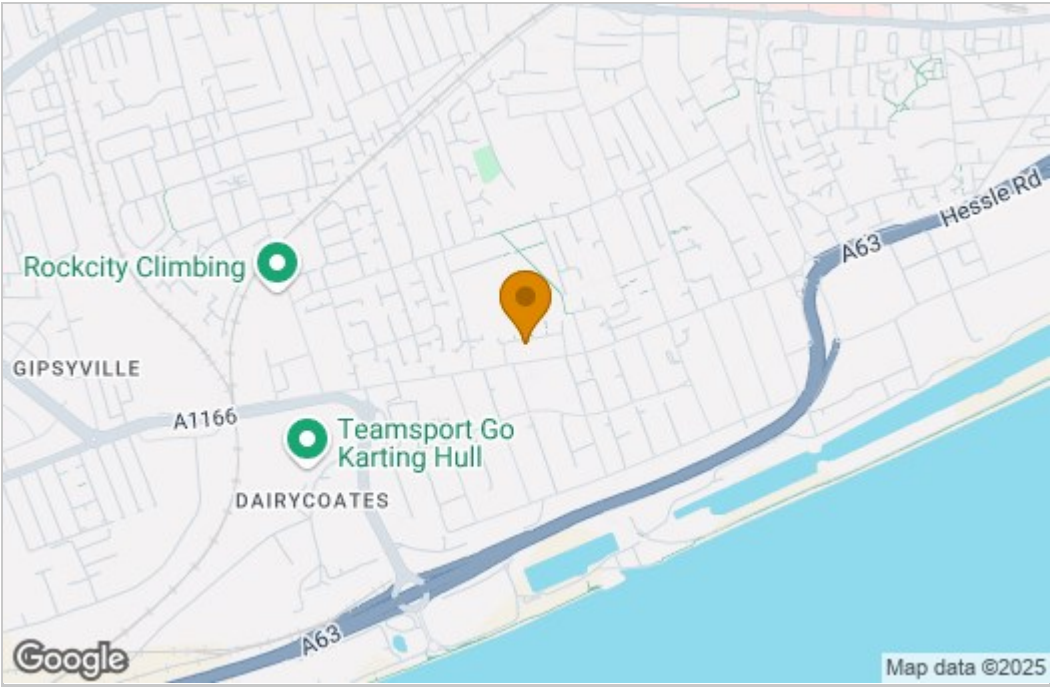 Hessle Rd
A63
Rockcity Climbing
GIPSYVILLE
A1166
Teamsport Go
Karting Hull
DAIRYCOATES
A63
Google
Map data ©2025